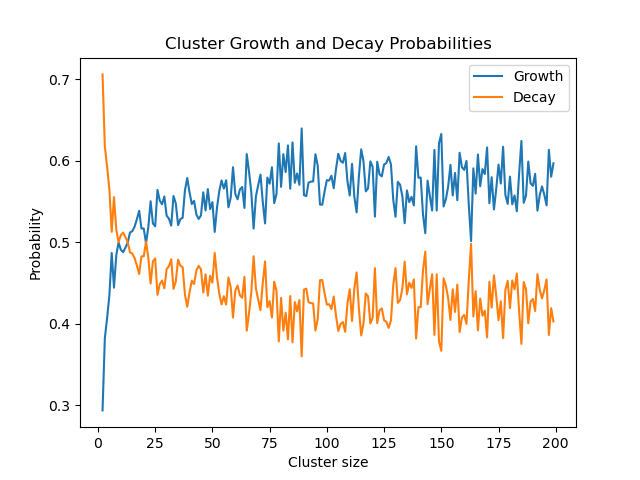 Cluster Growth and Decay Probabilities
Growth
Decay
Probability
0.7
0.6
0.5
0.4
0.3
0 25 50 75 100 125 150 175 200
Cluster size